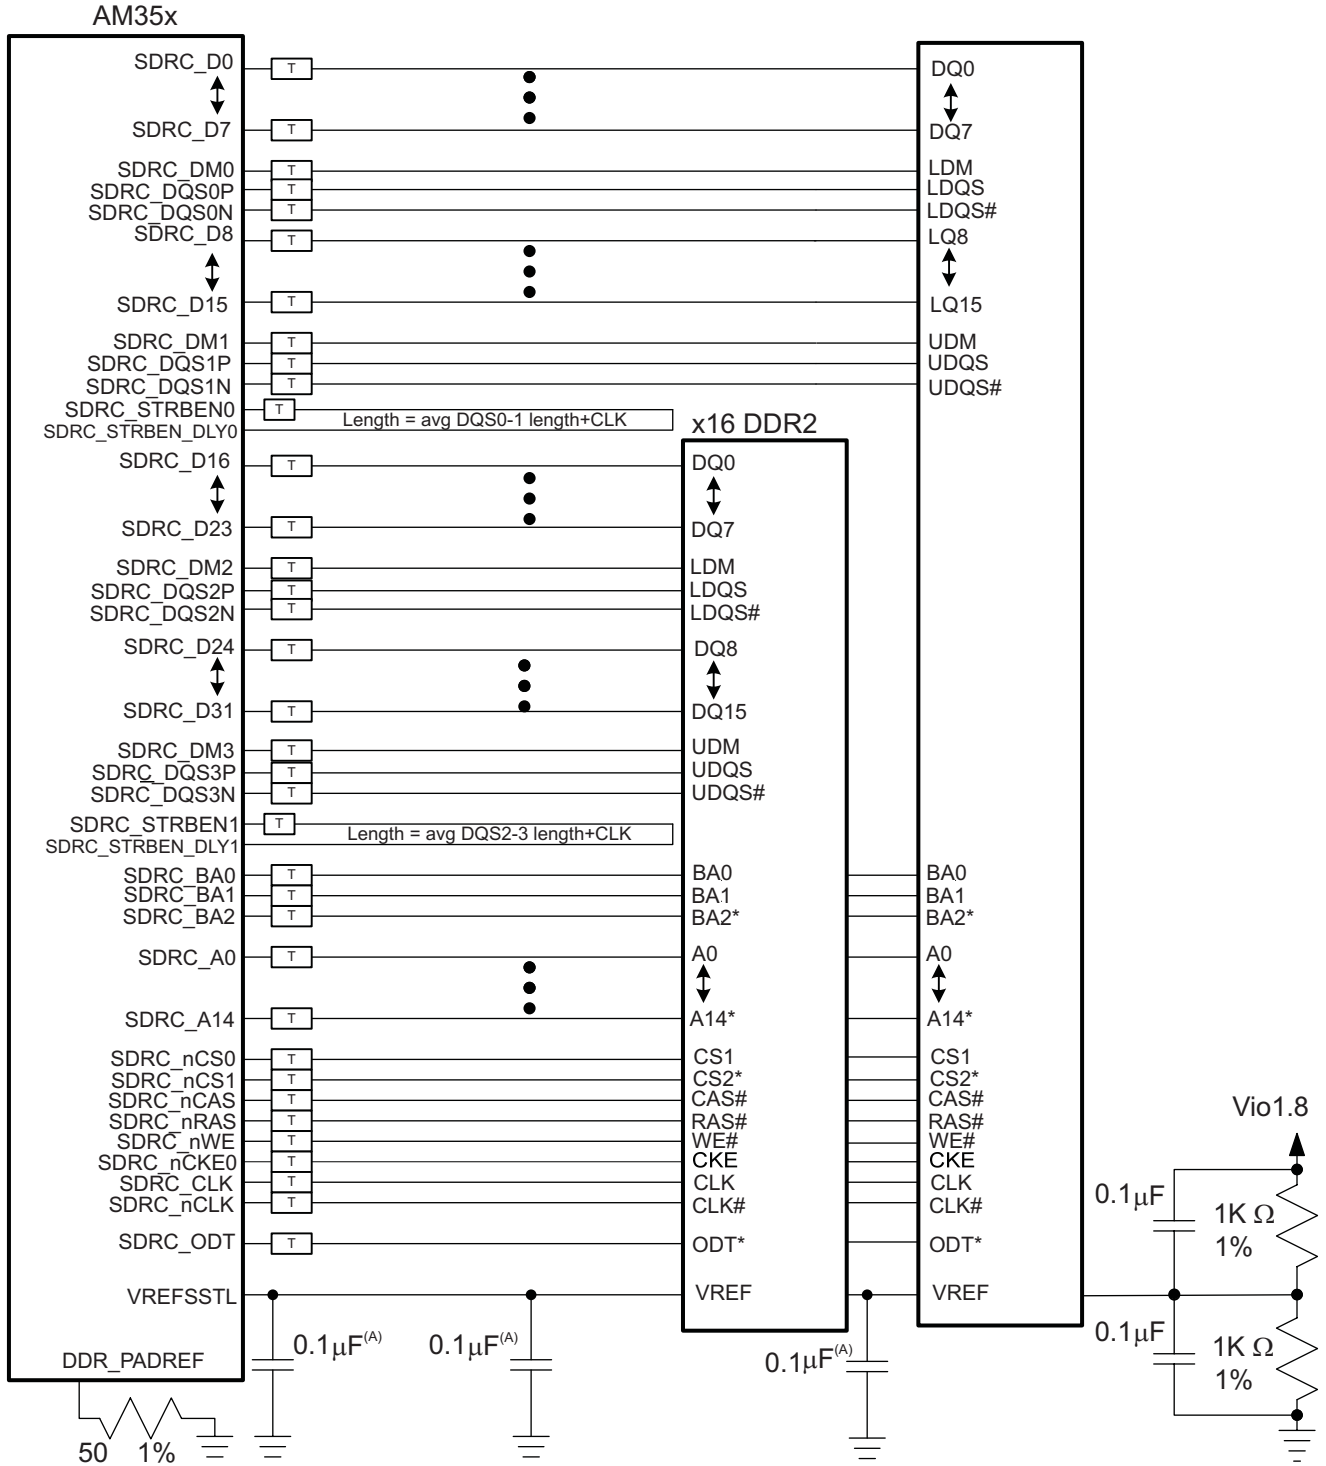 AM35x
SDRC_D0 T DQ0
SDRC_D7 T DQ7
SDRC_DM0 T LDM
SDRC_DQS0P T LDQS
SDRC_DQS0N T LDQS#
SDRC_D8 T LQ8
SDRC_D15 T LQ15
SDRC_DM1 T UDM
SDRC_DQS1P T UDQS
SDRC_DQS1N T UDQS#
SDRC_STRBEN0 T
Length = avg DQS0-1 length+CLK
SDRC_STRBEN_DLY0
x16 DDR2
SDRC_D16 T DQ0
SDRC_D23 T DQ7
SDRC_DM2 T LDM
SDRC_DQS2P T LDQS
SDRC_DQS2N T LDQS#
SDRC_D24 T DQ8
SDRC_D31 T DQ15
SDRC_DM3 T UDM
SDRC_DQS3P T UDQS
SDRC_DQS3N T UDQS#
SDRC_STRBEN1 T
Length = avg DQS2-3 length+CLK
SDRC_STRBEN_DLY1
SDRC_BA0 T BA0 BA0
SDRC_BA1 T BA1 BA1
SDRC_BA2 T BA2* BA2*
SDRC_A0 T A0 A0
SDRC_A14 T A14* A14*
SDRC_nCS0 T CS1 CS1
SDRC_nCS1 T CS2* CS2*
SDRC_nCAS T CAS# CAS#
SDRC_nRAS T RAS# RAS#
SDRC_nWE T WE# WE#
SDRC_nCKE0 T CKE CKE
SDRC_CLK T CLK CLK
SDRC_nCLK T CLK# CLK#
SDRC_ODT T ODT* ODT*
VREFSSTL VREF VREF
Vio1.8
0.1μF
1K Ω
1%
0.1μF
1K Ω
1%
0.1μF(A) 0.1μF(A) 0.1μF(A)
DDR_PADREF
50 1%